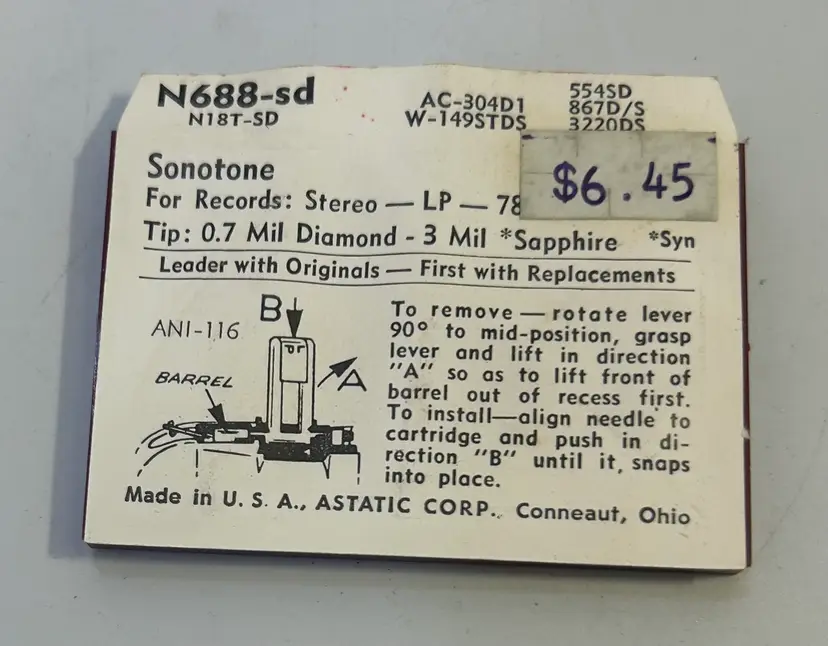 N688-sd
N18T-SD
AC-304D1
W-149STDS
554SD
867D/S
3220DS
$6.45
Sonotone
For Records: Stereo — LP — 78
Tip: 0.7 Mil Diamond - 3 Mil *Sapphire *Syn
Leader with Originals — First with Replacements
B
ANI-116
A
BARREL
To remove — rotate lever
90° to mid-position, grasp
lever and lift in direction
"A" so as to lift front of
barrel out of recess first.
To install—align needle to
cartridge and push in di-
rection "B" until it, snaps
into place.
Made in U. S. A., ASTATIC CORP.. Conneaut, Ohio